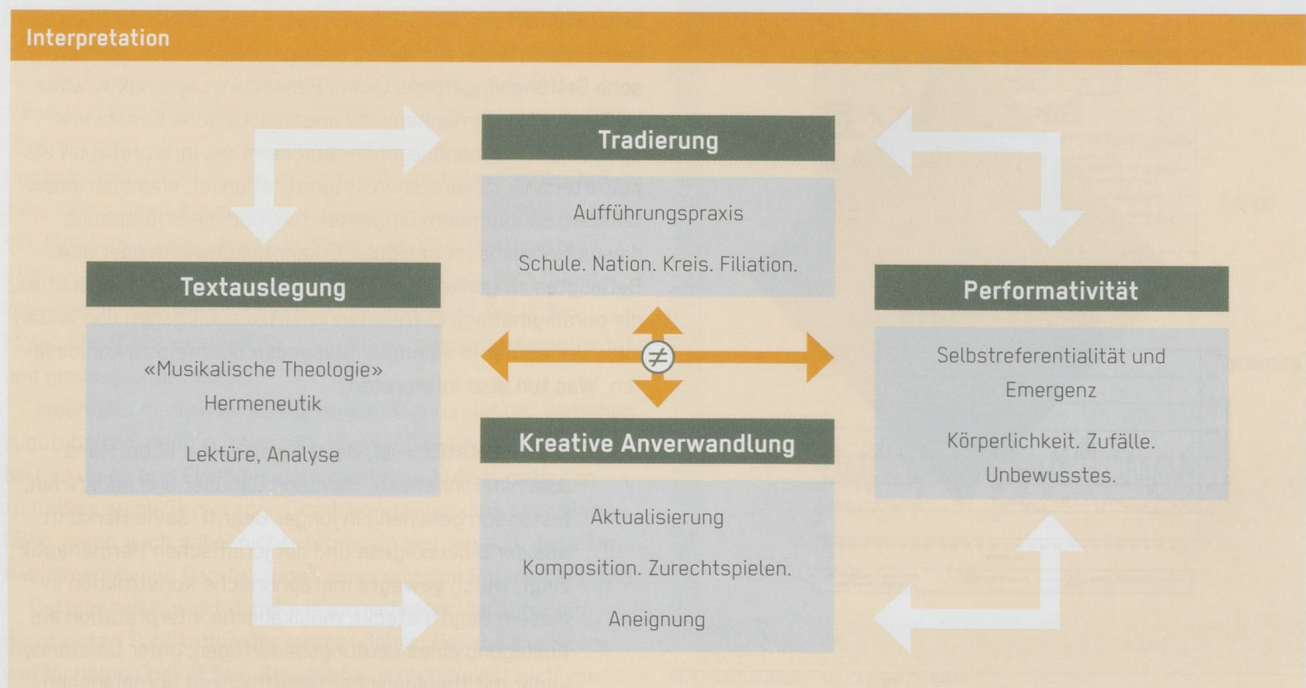 Interpretation
Tradierung
Aufführungspraxis
Schule. Nation. Kreis. Filiation.
Textauslegung
«Musikalische Theologie»
Hermeneutik
Lektüre, Analyse
≠
Performativität
Selbstreferentialität und
Emergenz
Körperlichkeit. Zufälle.
Unbewusstes.
Kreative Anverwandlung
Aktualisierung
Komposition. Zurechtspielen.
Aneignung